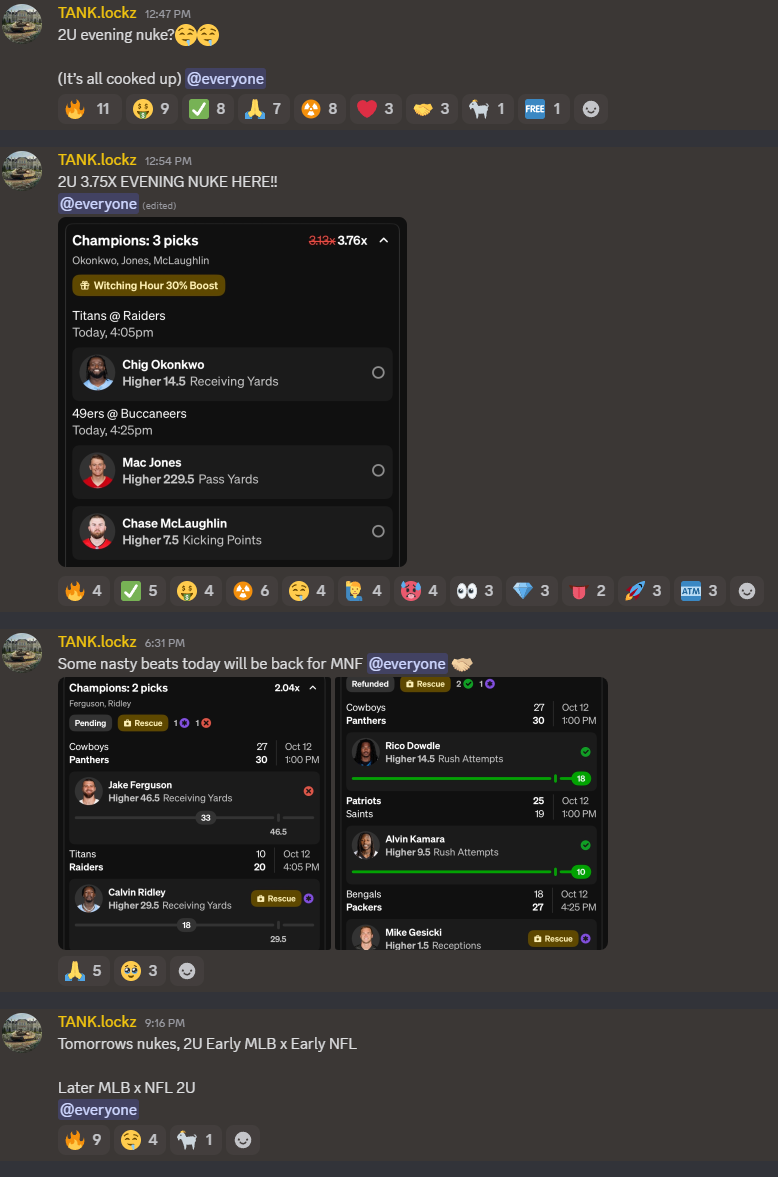 TANK.lockz 12:47 PM
2U evening nuke?🤤🤤
(It's all cooked up) @everyone
🔥 11 🤑 9 ✅ 8 🙏 7 ☢️ 8 ❤️ 3 🤝 3 🐐 1 🆓 1
TANK.lockz 12:54 PM
2U 3.75X EVENING NUKE HERE!!
@everyone (edited)
Champions: 3 picks 3.13x 3.76x
Okonkwo, Jones, McLaughlin
Witching Hour 30% Boost
Titans @ Raiders
Today, 4:05pm
Chig Okonkwo
Higher 14.5 Receiving Yards
49ers @ Buccaneers
Today, 4:25pm
Mac Jones
Higher 229.5 Pass Yards
Chase McLaughlin
Higher 7.5 Kicking Points
🔥 4 ✅ 5 🤑 4 ☢️ 6 🤤 4 🙋‍♂️ 4 🥵 4 👀 3 💎 3 👅 2 🚀 3 🏧 3
TANK.lockz 6:31 PM
Some nasty beats today will be back for MNF @everyone 🤝
Champions: 2 picks 2.04x
Ferguson, Ridley
Pending Rescue 1 1
Cowboys 27 Oct 12
Panthers 30 1:00 PM
Jake Ferguson
Higher 46.5 Receiving Yards
33
46.5
Titans 10 Oct 12
Raiders 20 4:05 PM
Calvin Ridley
Higher 29.5 Receiving Yards
Rescue
18
29.5
Refunded Rescue 2 1
Cowboys 27 Oct 12
Panthers 30 1:00 PM
Rico Dowdle
Higher 14.5 Rush Attempts
18
Patriots 25 Oct 12
Saints 19 1:00 PM
Alvin Kamara
Higher 9.5 Rush Attempts
10
Bengals 18 Oct 12
Packers 27 4:25 PM
Mike Gesicki
Higher 1.5 Receptions
Rescue
🙏 5 🥹 3
TANK.lockz 9:16 PM
Tomorrows nukes, 2U Early MLB x Early NFL
Later MLB x NFL 2U
@everyone
🔥 9 🤤 4 🐐 1